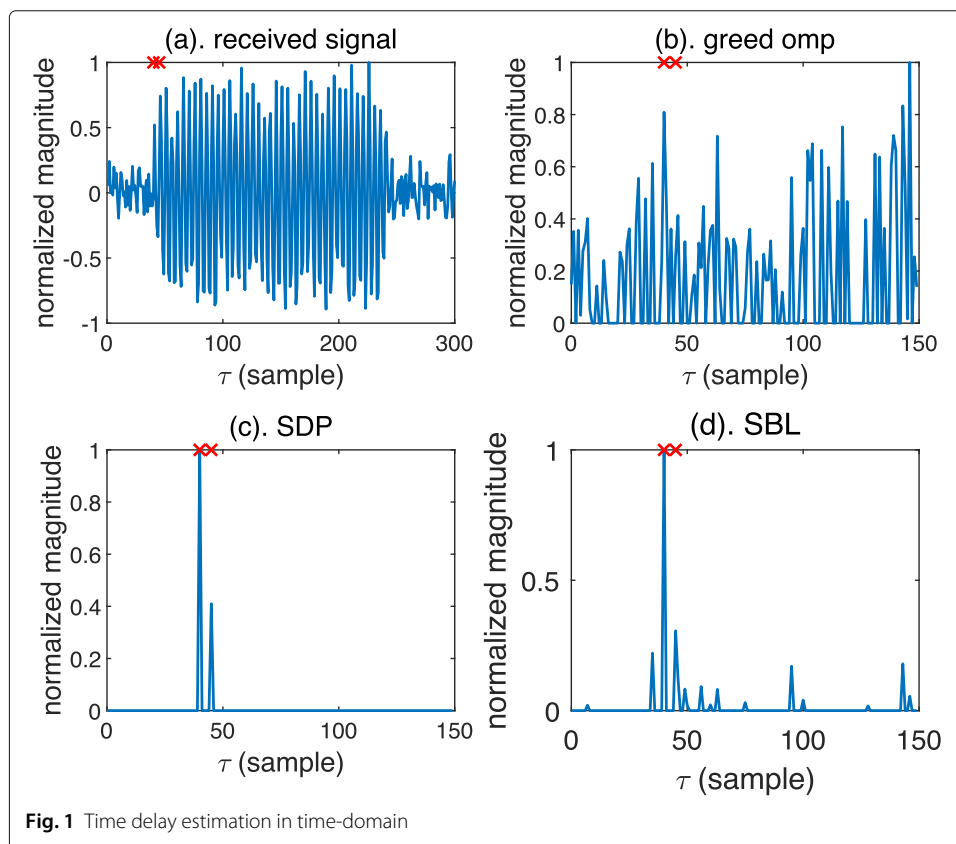 (a). received signal
normalized magnitude
1
0.5
0
-0.5
-1
0
100
200
300
τ (sample)
(b). greed omp
normalized magnitude
1
0.8
0.6
0.4
0.2
0
0
50
100
150
τ (sample)
(c). SDP
normalized magnitude
1
0.8
0.6
0.4
0.2
0
0
50
100
150
τ (sample)
(d). SBL
normalized magnitude
1
0.5
0
0
50
100
150
τ (sample)
Fig. 1 Time delay estimation in time-domain